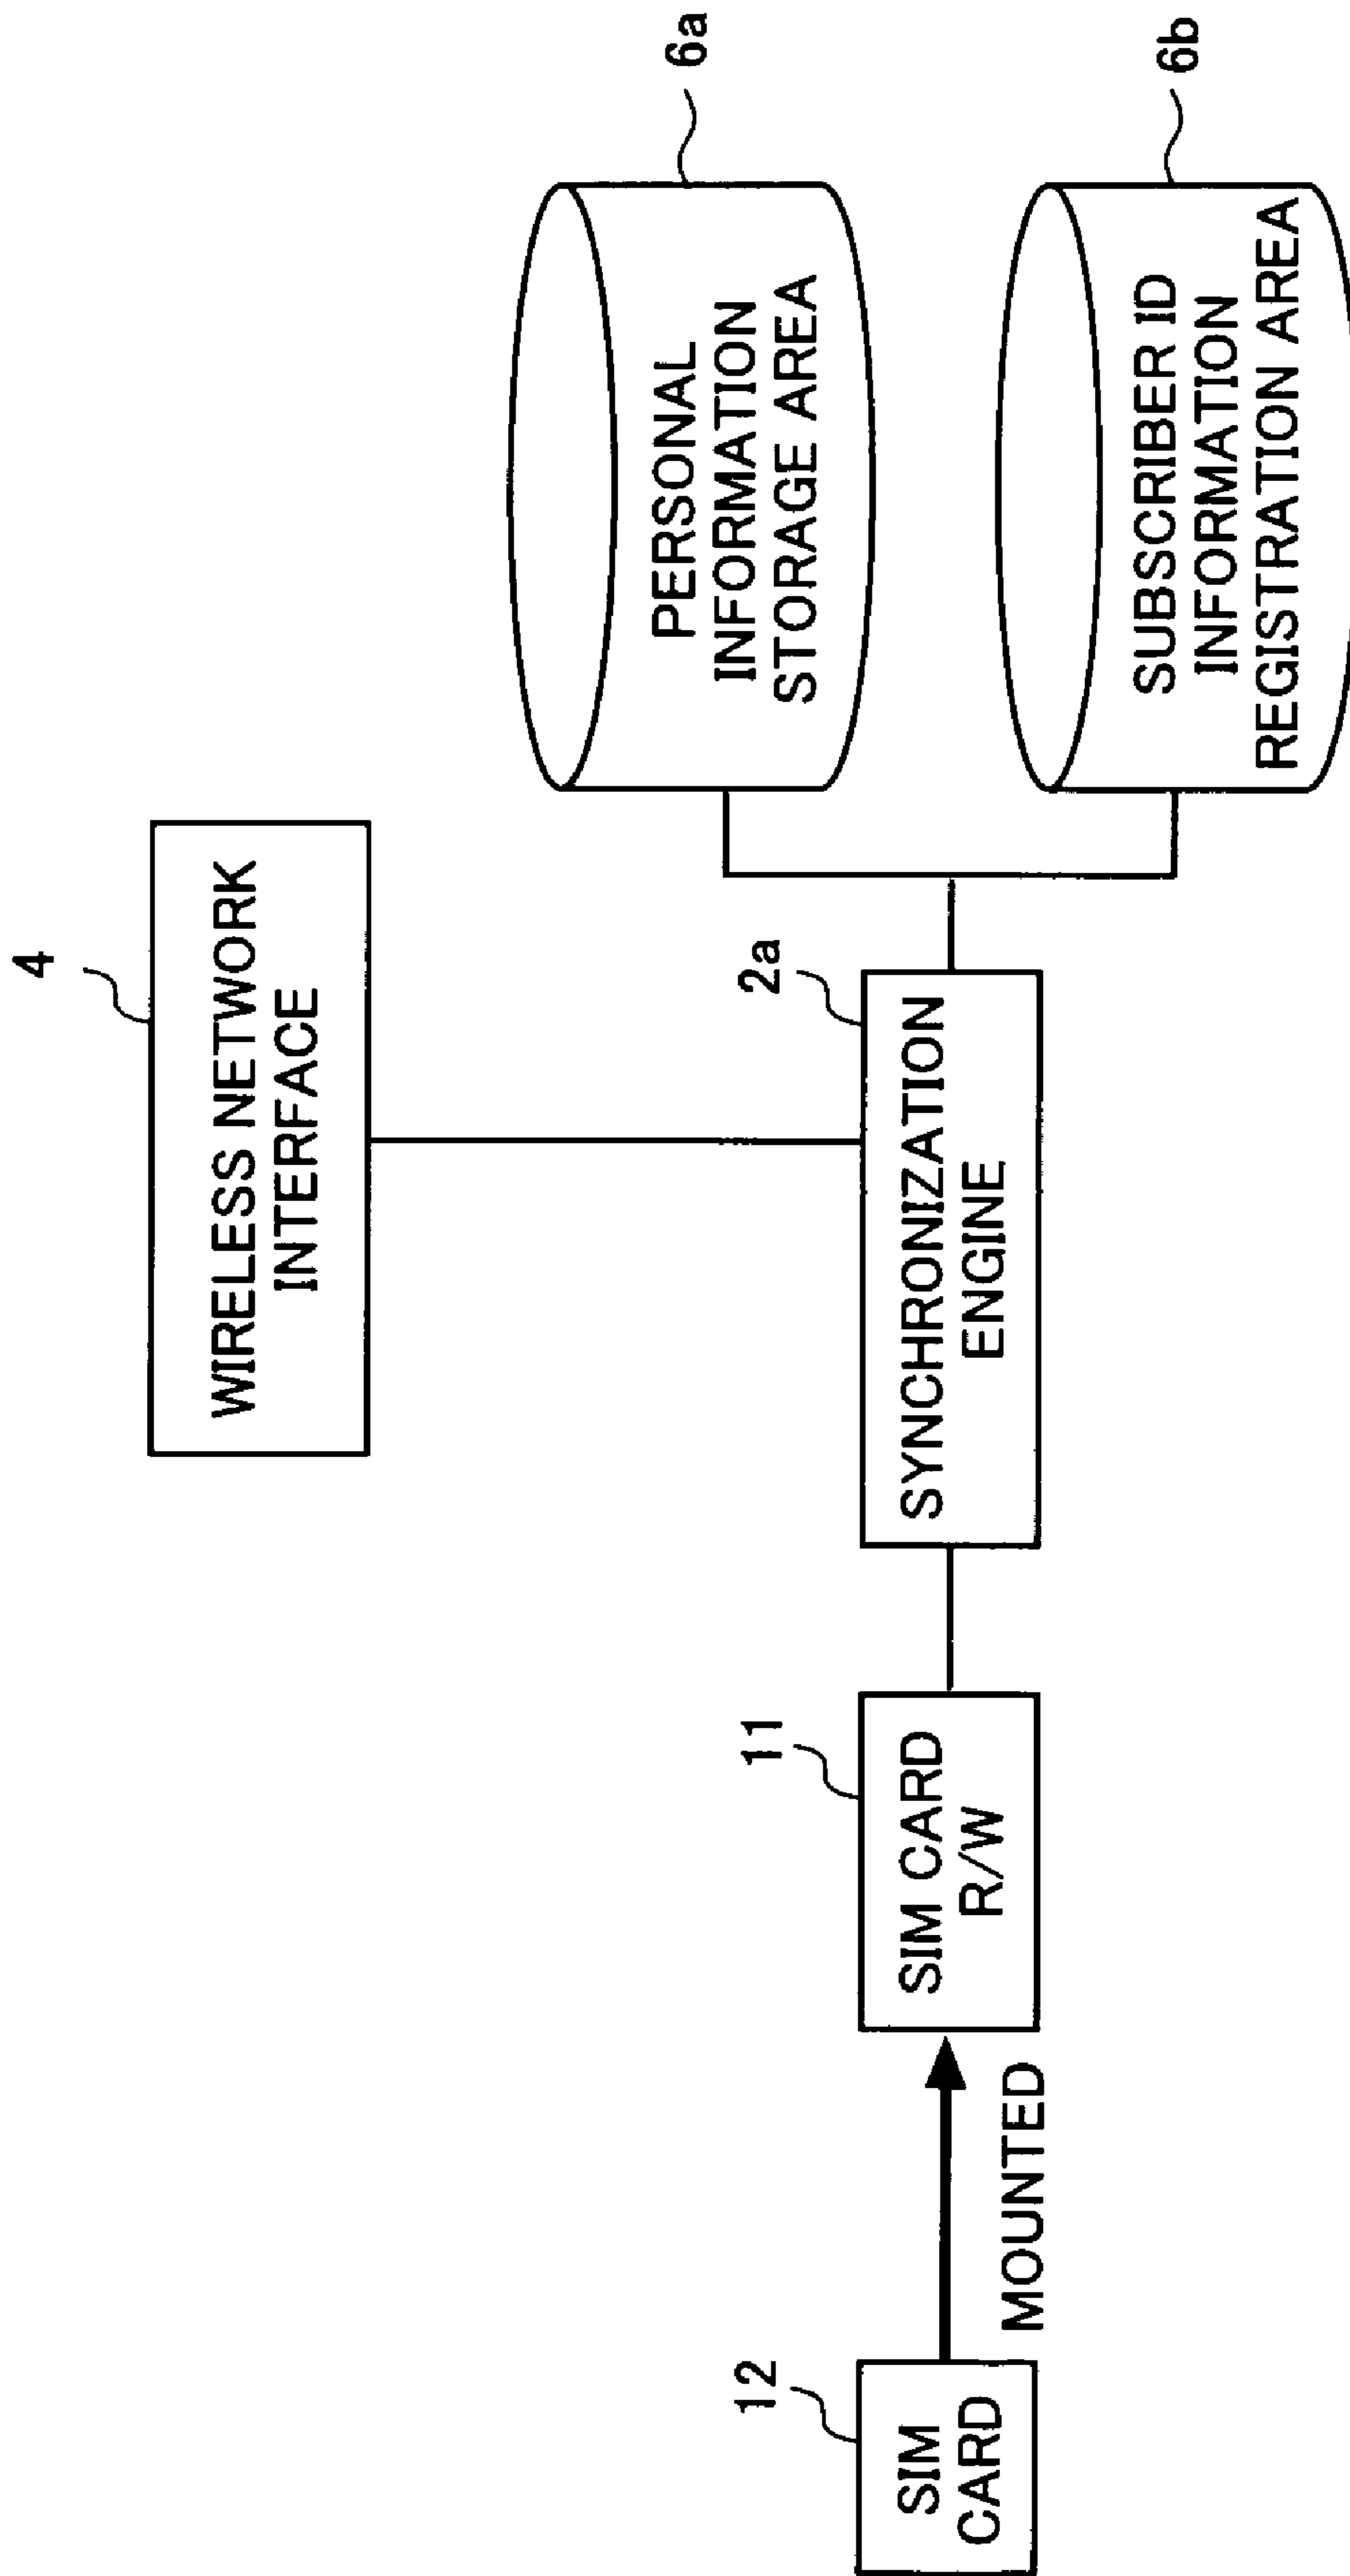 4
WIRELESS NETWORK
INTERFACE
6a
PERSONAL
INFORMATION
STORAGE AREA
12
SIM
CARD
MOUNTED
11
SIM CARD
R/W
2a
SYNCHRONIZATION
ENGINE
6b
SUBSCRIBER ID
INFORMATION
REGISTRATION AREA